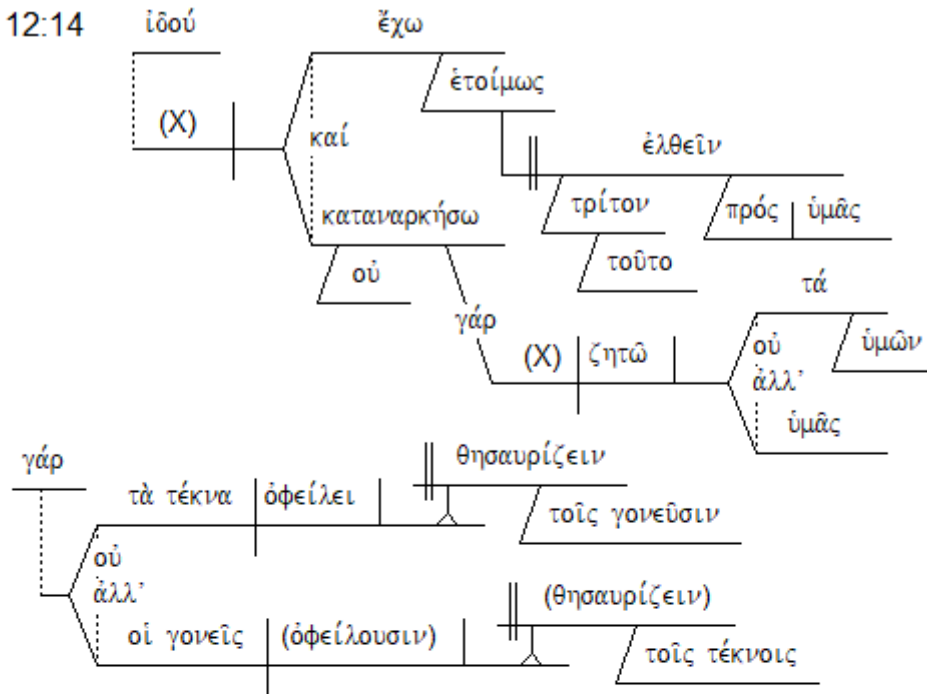 12:14 ἰδού ἔχω
ἑτοίμως
(X)
καί
ἐλθεῖν
τρίτον πρός ὑμᾶς
καταναρκήσω
οὐ τοῦτο
τά
γάρ
(X) ζητῶ οὐ ὑμῶν
ἀλλ’
ὑμᾶς
γάρ θησαυρίζειν
τὰ τέκνα ὀφείλει
τοῖς γονεῦσιν
οὐ
ἀλλ’
(θησαυρίζειν)
οἱ γονεῖς (ὀφείλουσιν)
τοῖς τέκνοις